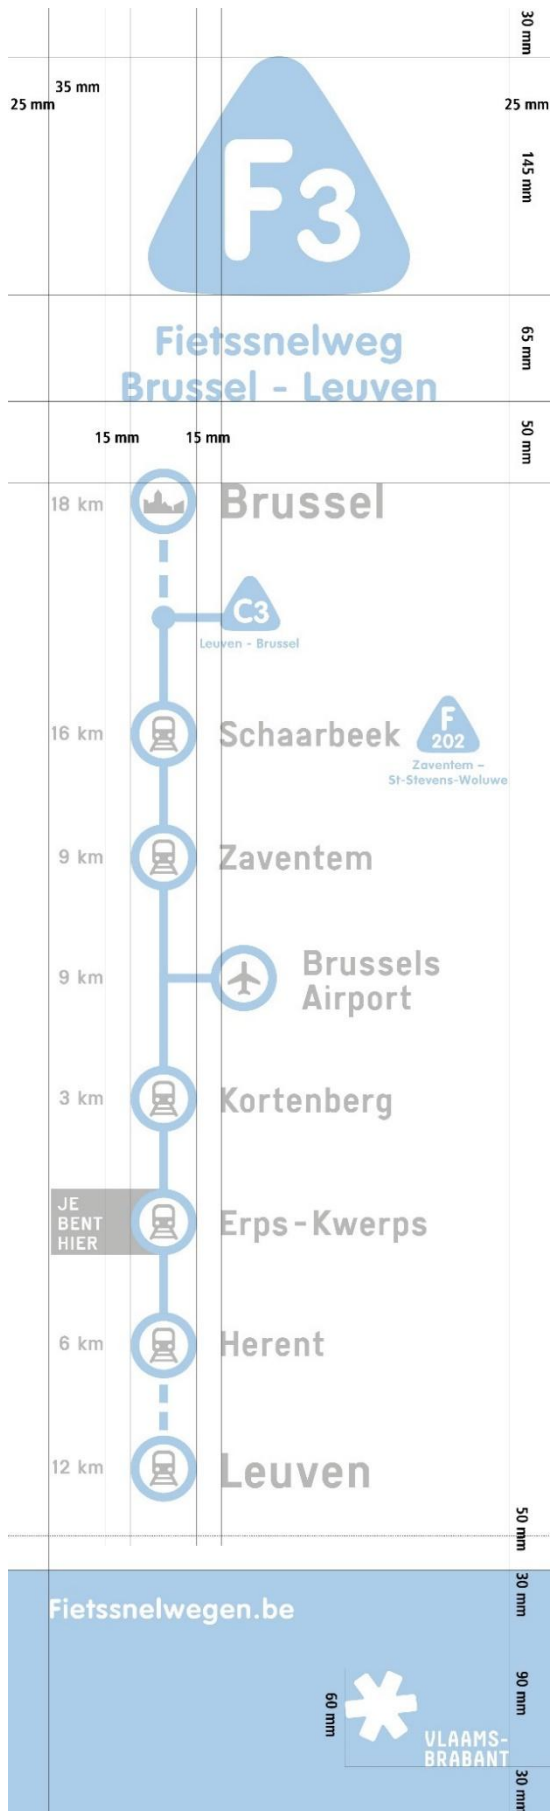 30 mm
35 mm
25 mm
25 mm
F3
145 mm
Fietssnelweg
Brussel - Leuven
65 mm
15 mm
15 mm
50 mm
18 km
Brussel
C3
Leuven - Brussel
16 km
Schaarbeek
F
202
Zaventem –
St-Stevens-Woluwe
9 km
Zaventem
9 km
Brussels
Airport
3 km
Kortenberg
JE
BENT
HIER
Erps-Kwerps
6 km
Herent
12 km
Leuven
50 mm
30 mm
Fietssnelwegen.be
90 mm
60 mm
VLAAMS-
BRABANT
30 mm